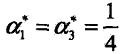 α₁* = α₃* = 1/4